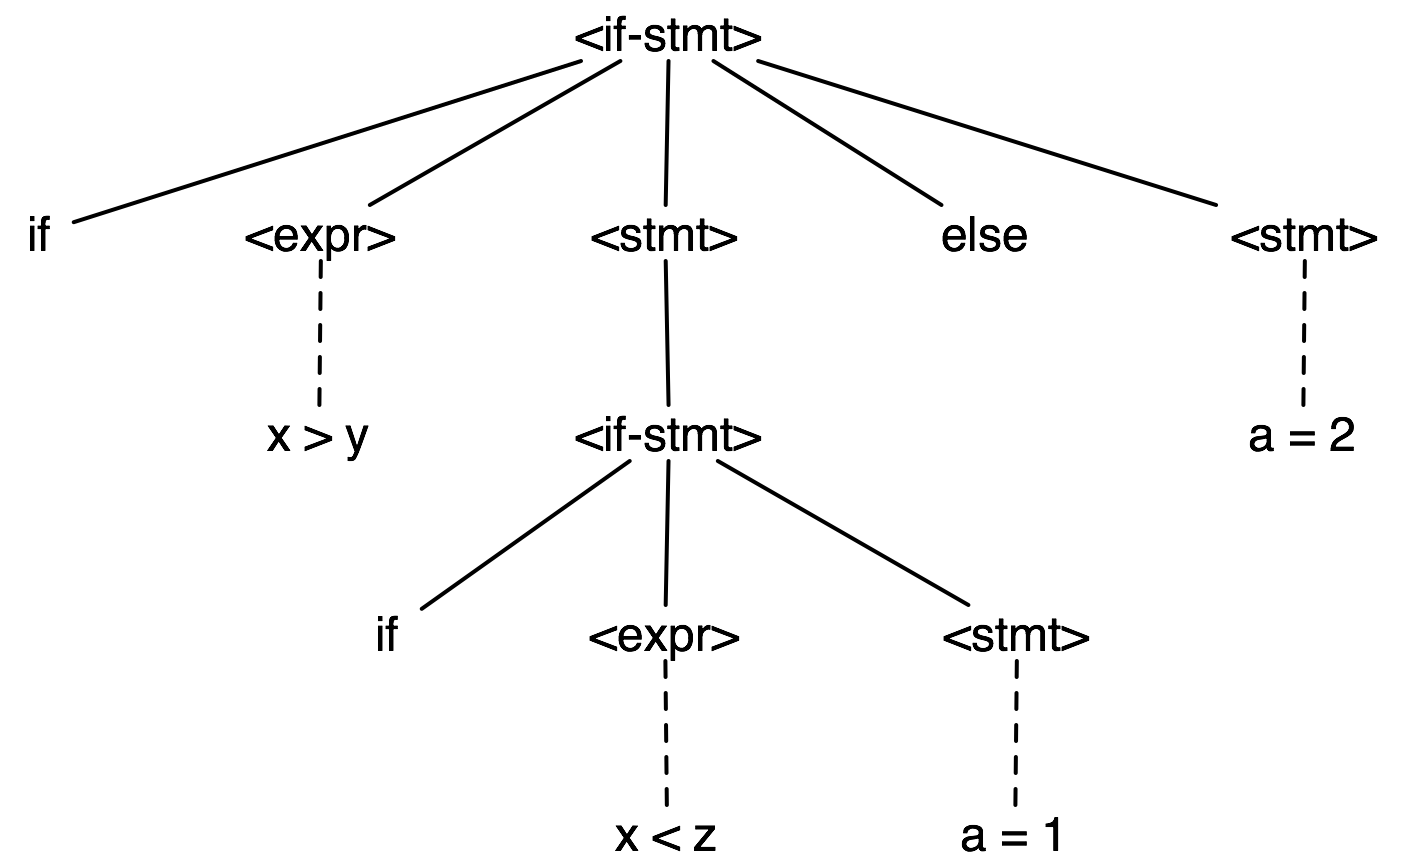 <if-stmt>
if <expr> <stmt> else <stmt>
x > y <if-stmt> a = 2
if <expr> <stmt>
x < z a = 1